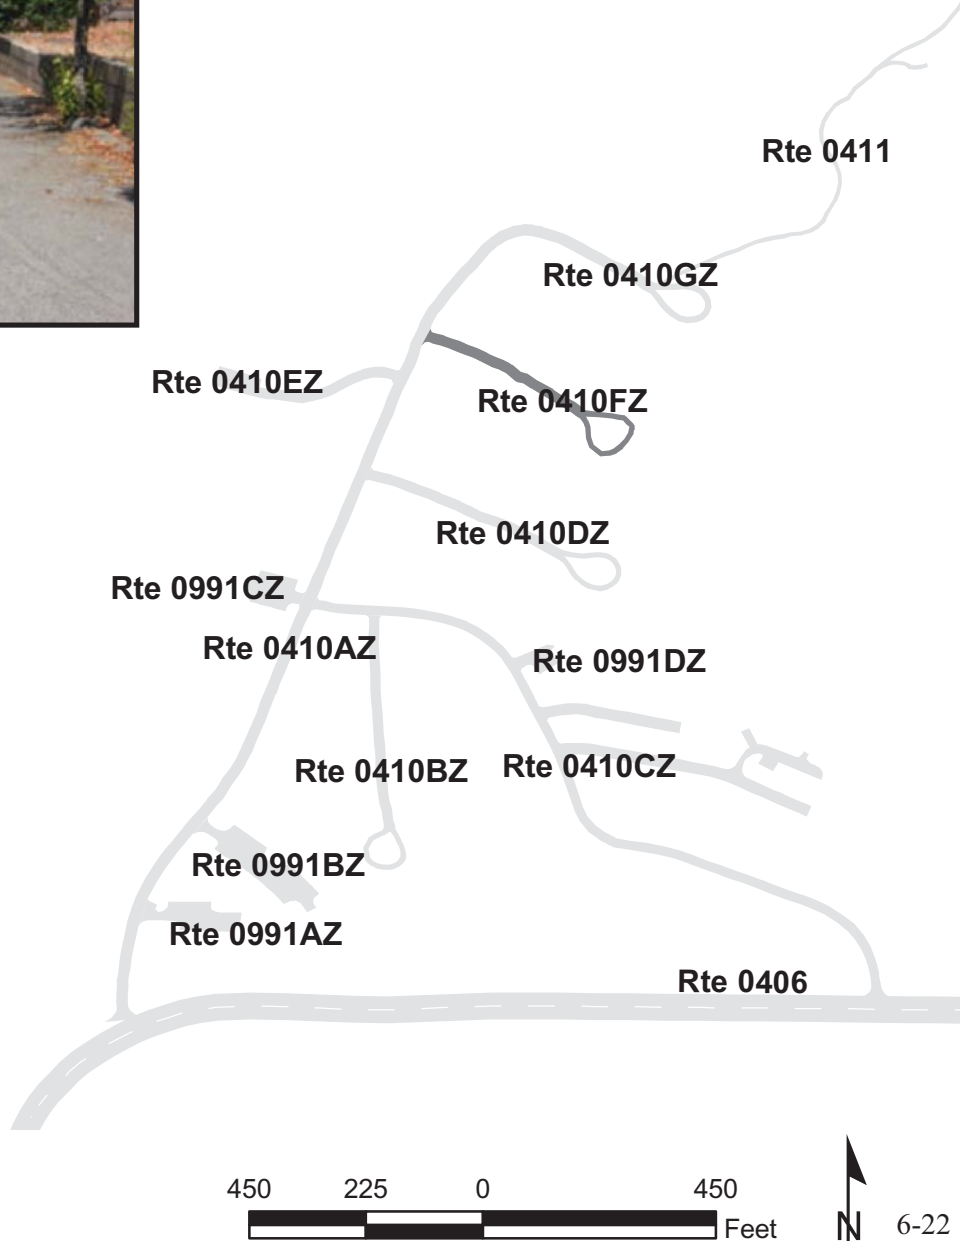 Rte 0411
Rte 0410GZ
Rte 0410EZ
Rte 0410FZ
Rte 0410DZ
Rte 0991CZ
Rte 0410AZ
Rte 0991DZ
Rte 0410BZ
Rte 0410CZ
Rte 0991BZ
Rte 0991AZ
Rte 0406
450 225 0 450
Feet
N
6-22